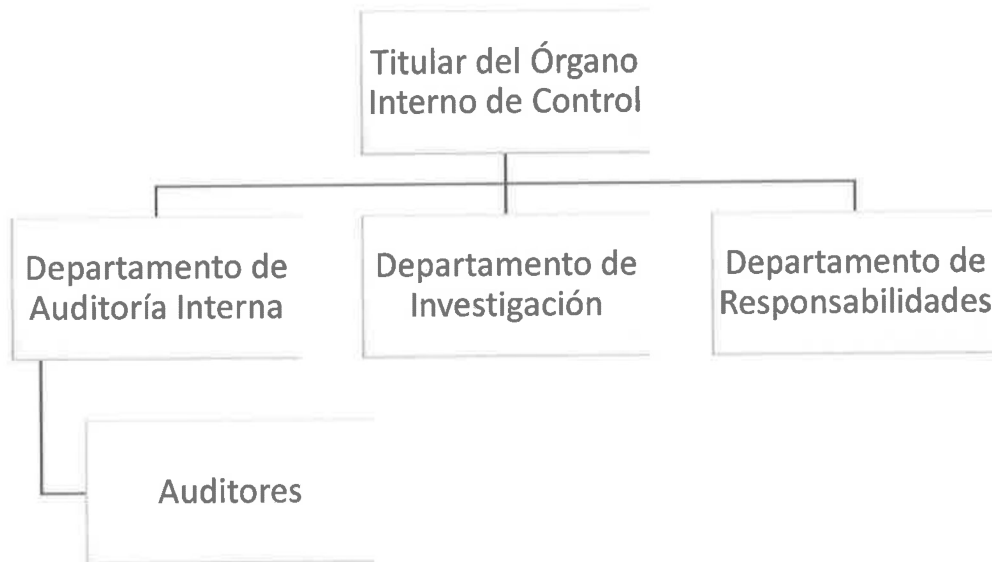 Titular del Órgano
Interno de Control
Departamento de
Auditoría Interna
Departamento de
Investigación
Departamento de
Responsabilidades
Auditores